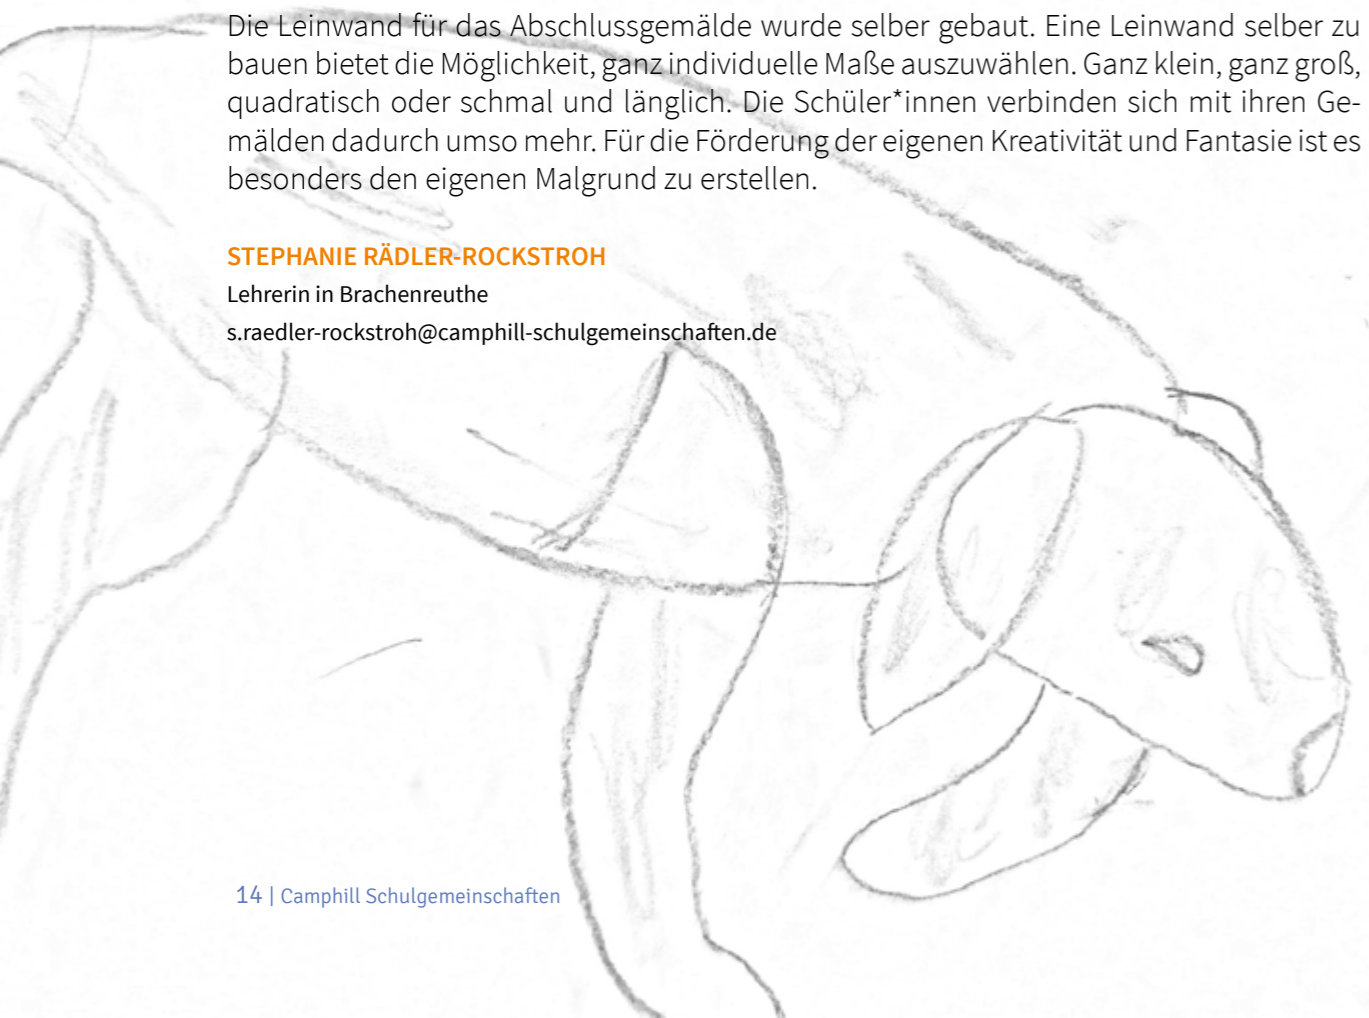 Die Leinwand für das Abschlussgemälde wurde selber gebaut. Eine Leinwand selber zu
bauen bietet die Möglichkeit, ganz individuelle Maße auszuwählen. Ganz klein, ganz groß,
quadratisch oder schmal und länglich. Die Schüler*innen verbinden sich mit ihren Ge-
mälden dadurch umso mehr. Für die Förderung der eigenen Kreativität und Fantasie ist es
besonders den eigenen Malgrund zu erstellen.
STEPHANIE RÄDLER-ROCKSTROH
Lehrerin in Brachenreuthe
s.raedler-rockstroh@camphill-schulgemeinschaften.de
14 | Camphill Schulgemeinschaften